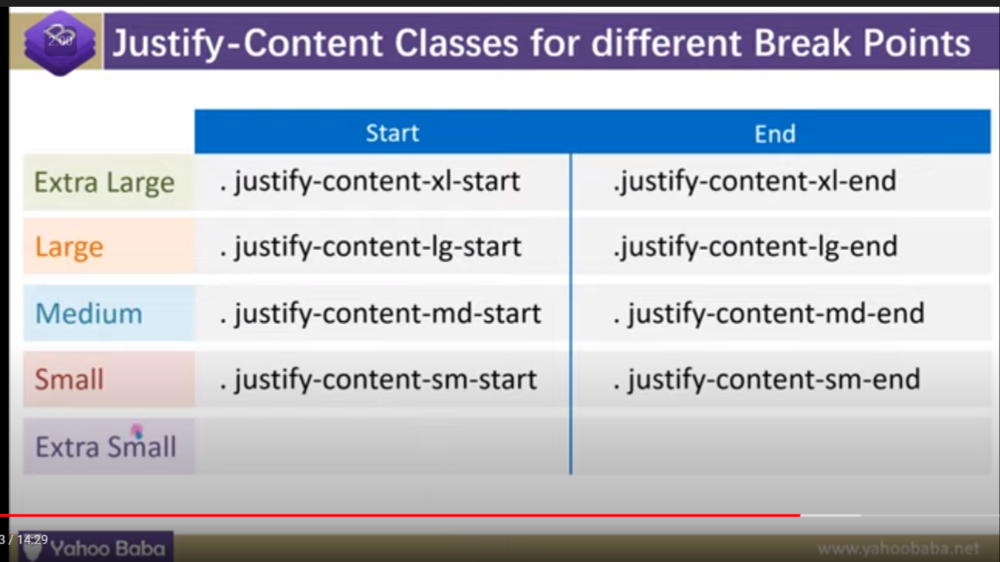 2.00
Justify-Content Classes for different Break Points
Start End
Extra Large . justify-content-xl-start .justify-content-xl-end
Large . justify-content-lg-start .justify-content-lg-end
Medium . justify-content-md-start . justify-content-md-end
Small . justify-content-sm-start . justify-content-sm-end
Extra Small
3 / 14:29
Yahoo Baba www.yahoobaba.net